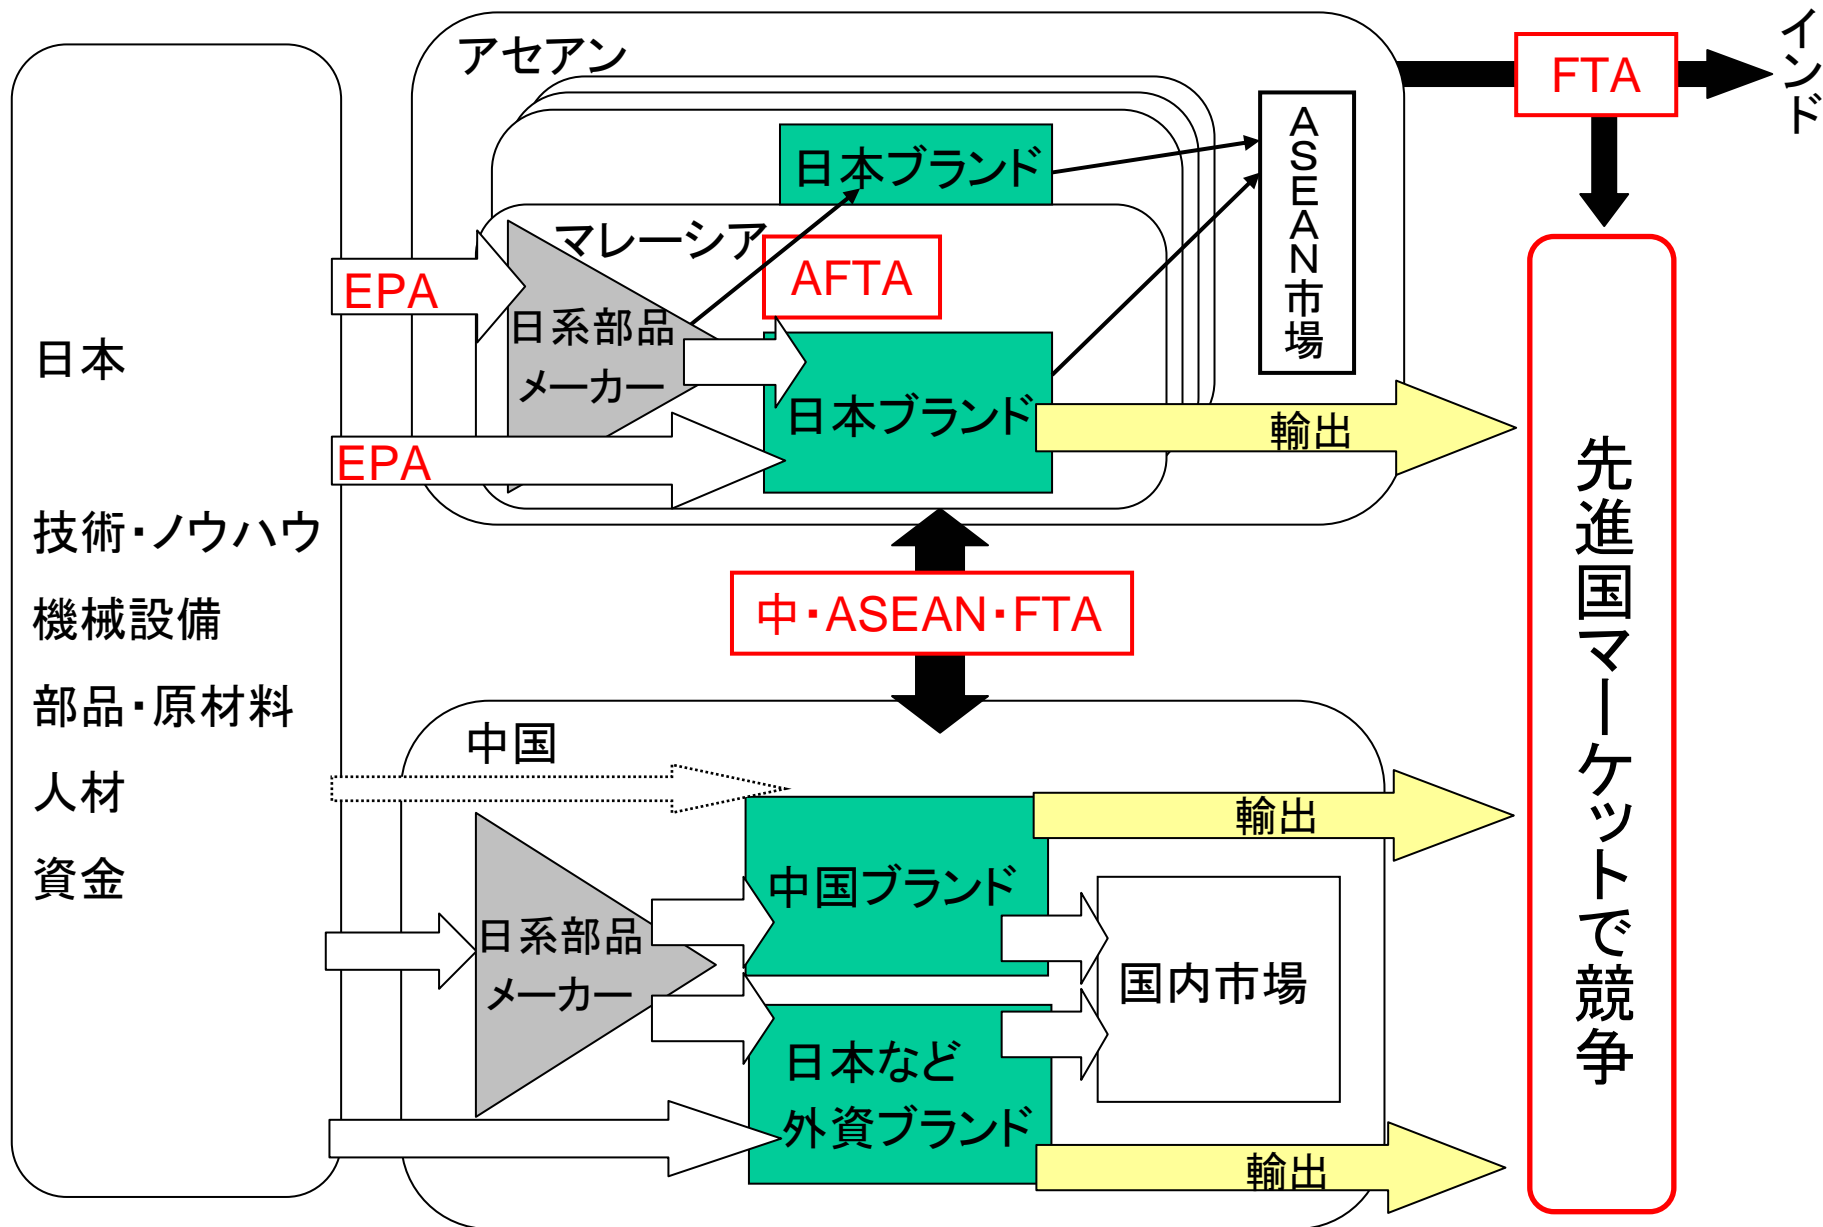 アセアン
インド
FTA
ASEAN市場
日本ブランド
マレーシア
AFTA
EPA
日系部品
メーカー
日本
日本ブランド
輸出
EPA
先進国マーケットで競争
技術・ノウハウ
機械設備
部品・原材料
人材
資金
中・ASEAN・FTA
中国
輸出
中国ブランド
日系部品
メーカー
国内市場
日本など
外資ブランド
輸出